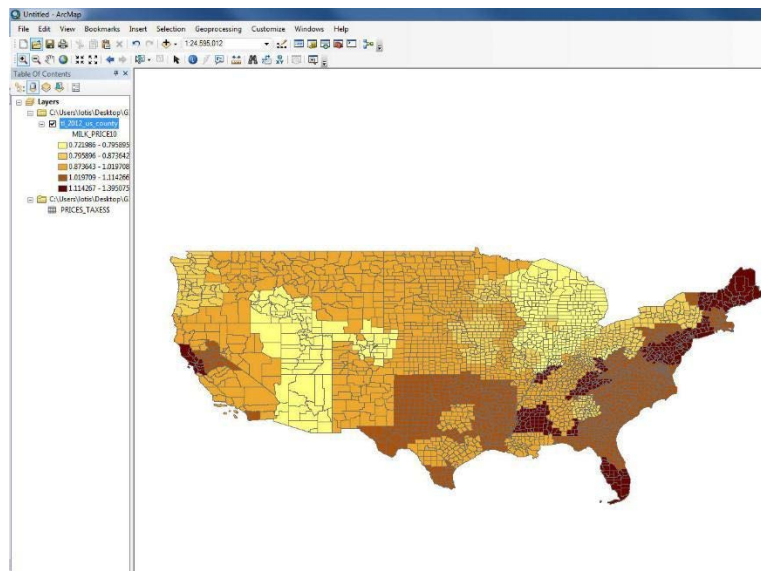 Untitled - ArcMap
File Edit View Bookmarks Insert Selection Geoprocessing Customize Windows Help
1:24,595,012
Table Of Contents
Layers
C:\Users\lotis\Desktop\G
tl_2017_us_county
MILK_PRICE10
0.721986 - 0.795895
0.795896 - 0.873642
0.873643 - 1.019708
1.019709 - 1.114266
1.114267 - 1.395075
C:\Users\lotis\Desktop\G
PRICES_TAXES$